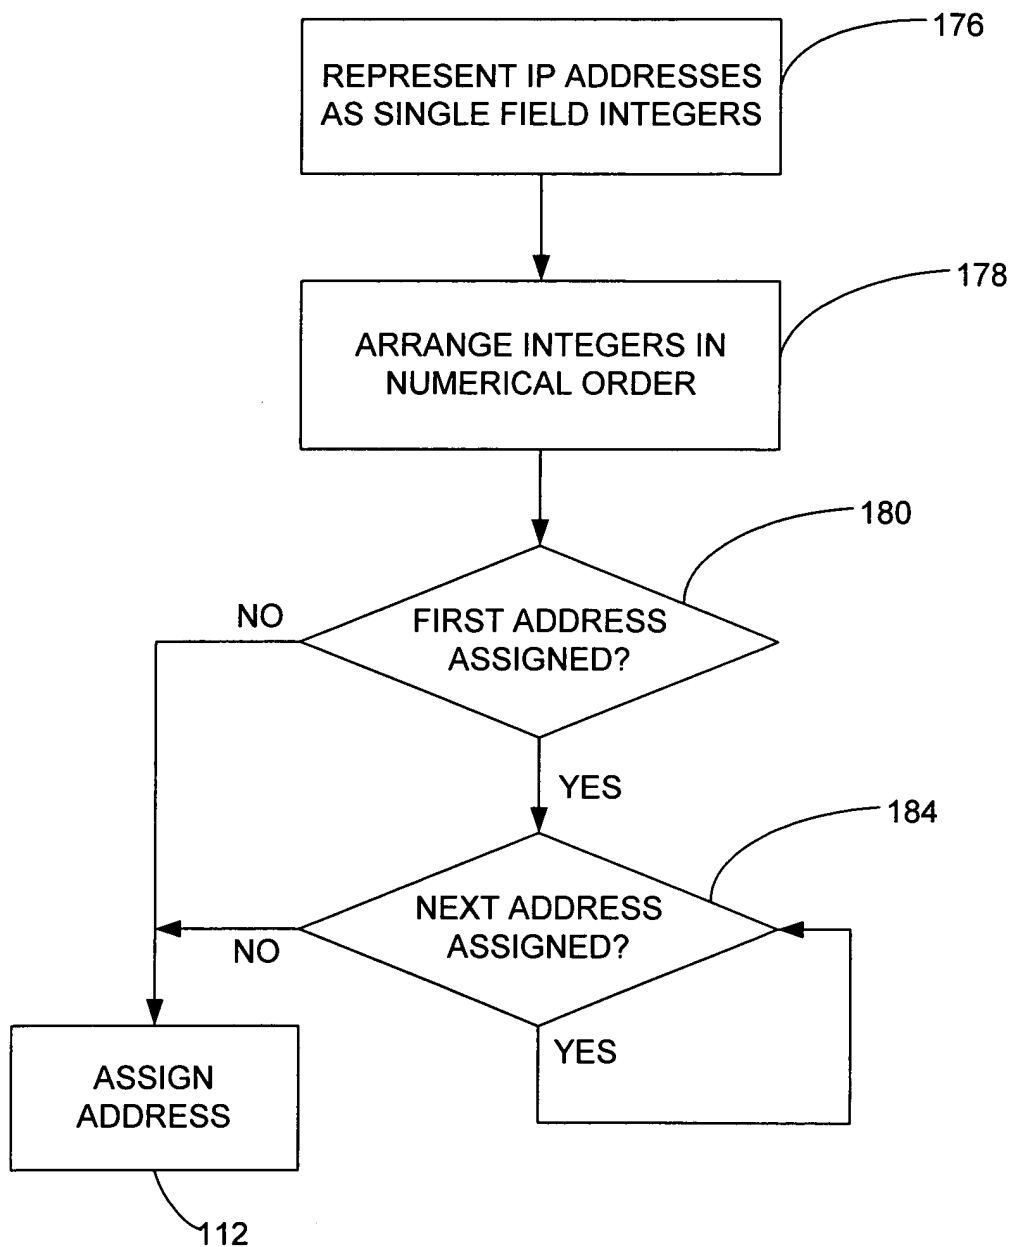 176
REPRESENT IP ADDRESSES
AS SINGLE FIELD INTEGERS
178
ARRANGE INTEGERS IN
NUMERICAL ORDER
180
NO
FIRST ADDRESS
ASSIGNED?
YES
184
NEXT ADDRESS
ASSIGNED?
NO
YES
ASSIGN
ADDRESS
112